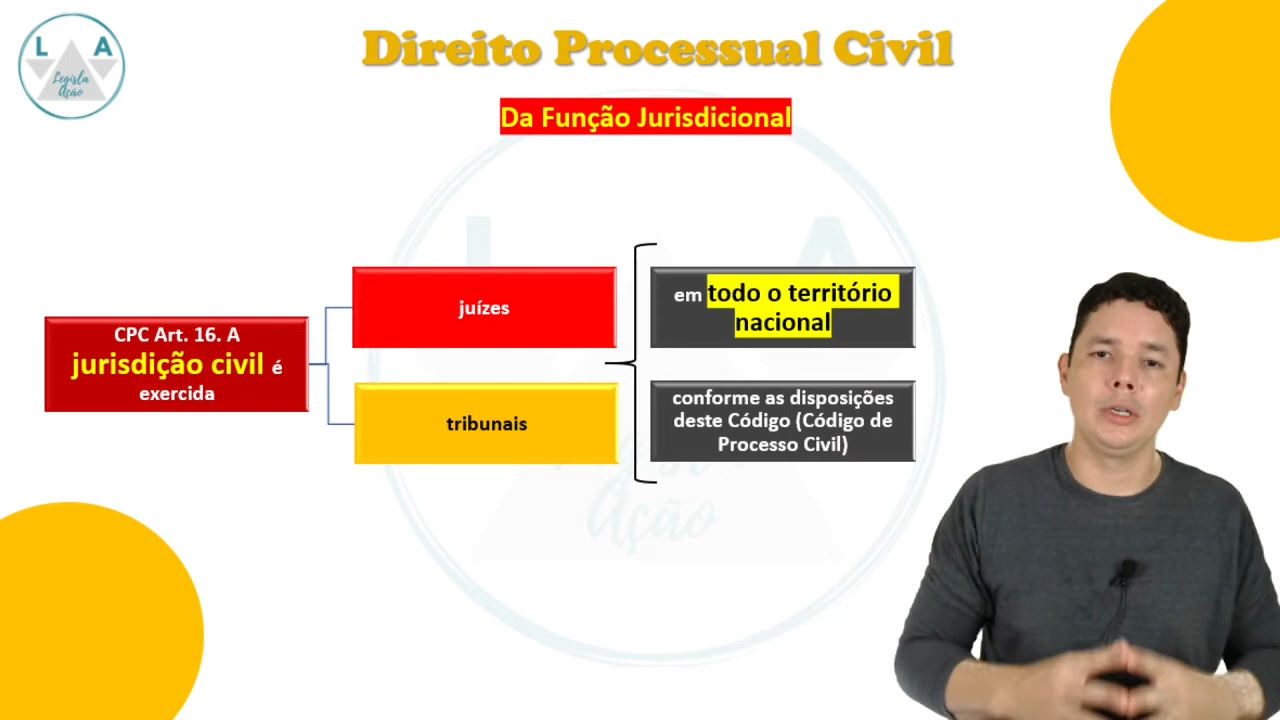 L A
Legisla
Ação
Direito Processual Civil
Da Função Jurisdicional
CPC Art. 16. A
jurisdição civil é
exercida
juízes
tribunais
em todo o território
nacional
conforme as disposições
deste Código (Código de
Processo Civil)
L A
Ação